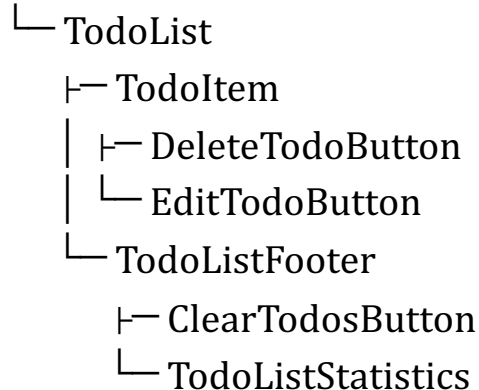 └─ TodoList
├─ TodoItem
│ ├─ DeleteTodoButton
│ └─ EditTodoButton
└─ TodoListFooter
├─ ClearTodosButton
└─ TodoListStatistics